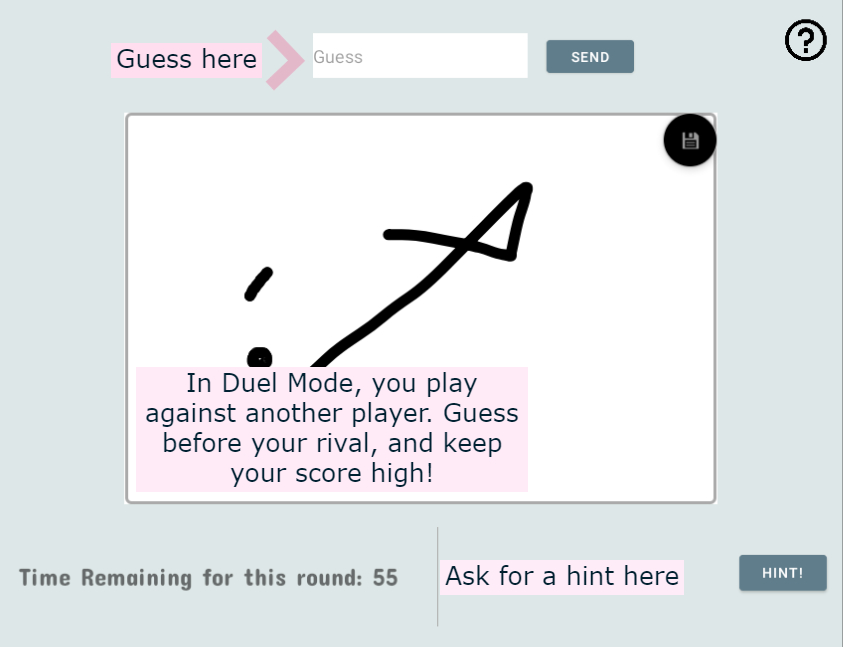 Guess here
Guess
SEND
?
In Duel Mode, you play
against another player. Guess
before your rival, and keep
your score high!
Time Remaining for this round: 55
Ask for a hint here
HINT!